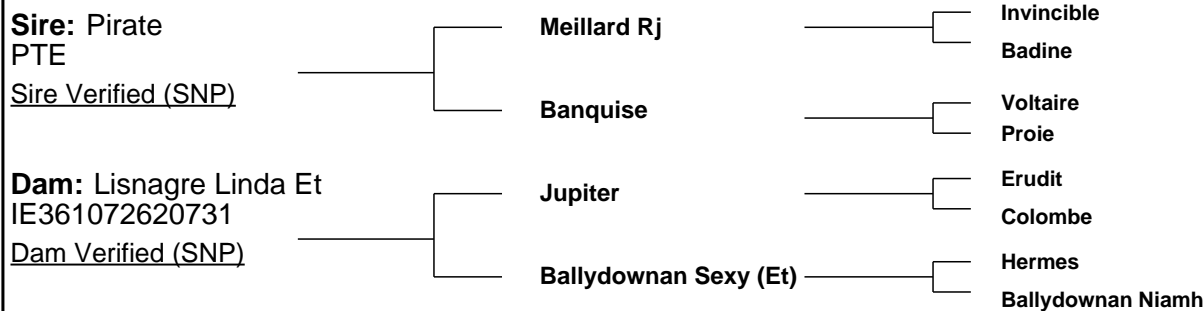 Sire: Pirate
PTE
Sire Verified (SNP)
Meillard Rj
Banquise
Invincible
Badine
Voltaire
Proie
Dam: Lisnagre Linda Et
IE361072620731
Dam Verified (SNP)
Jupiter
Ballydownan Sexy (Et)
Erudit
Colombe
Hermes
Ballydownan Niamh